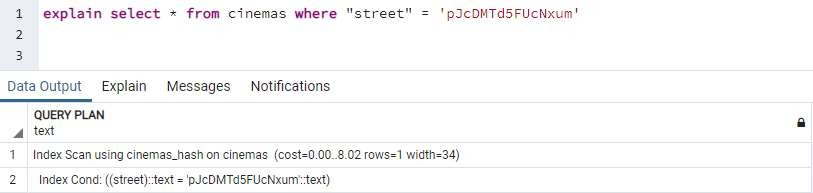 1 explain select * from cinemas where "street" = 'pJcDMTd5FUcNxum'
2
3
Data Output Explain Messages Notifications
QUERY PLAN
text
1 Index Scan using cinemas_hash on cinemas (cost=0.00..8.02 rows=1 width=34)
2 Index Cond: ((street)::text = 'pJcDMTd5FUcNxum'::text)